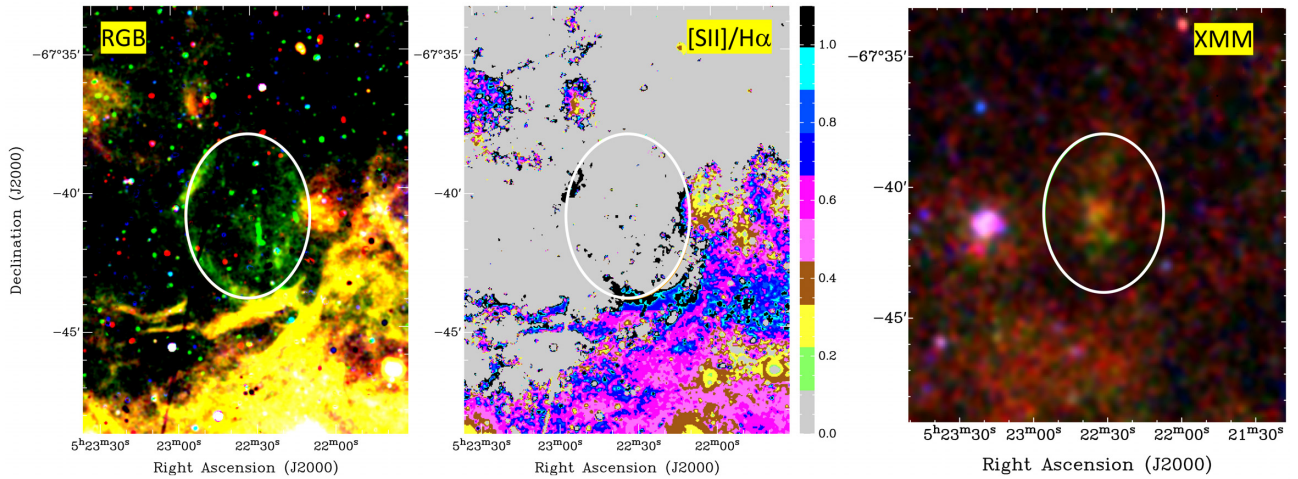 RGB
−67°35′
−40′
−45′
Declination (J2000)
5ʰ23ᵐ30ˢ 23ᵐ00ˢ 22ᵐ30ˢ 22ᵐ00ˢ
Right Ascension (J2000)
[SII]/Hα
−67°35′
−40′
−45′
5ʰ23ᵐ30ˢ 23ᵐ00ˢ 22ᵐ30ˢ 22ᵐ00ˢ
Right Ascension (J2000)
1.0
0.8
0.6
0.4
0.2
0.0
XMM
−67°35′
−40′
−45′
5ʰ23ᵐ30ˢ 23ᵐ00ˢ 22ᵐ30ˢ 22ᵐ00ˢ 21ᵐ30ˢ
Right Ascension (J2000)